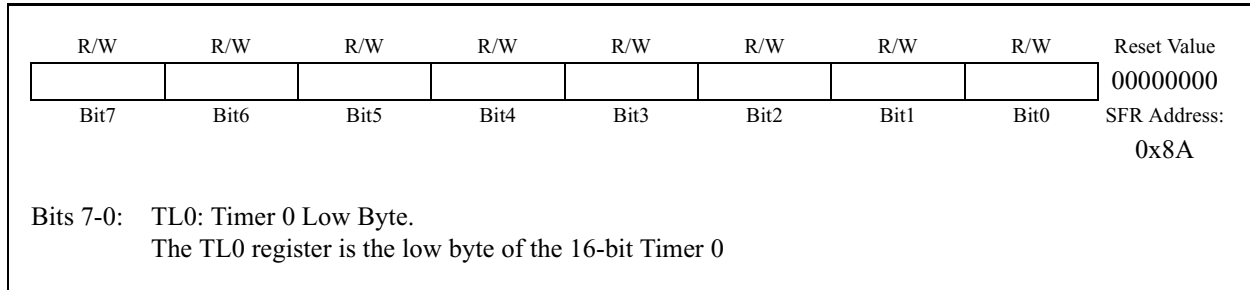 R/W R/W R/W R/W R/W R/W R/W R/W Reset Value
00000000
Bit7 Bit6 Bit5 Bit4 Bit3 Bit2 Bit1 Bit0 SFR Address:
0x8A
Bits 7-0: TL0: Timer 0 Low Byte.
The TL0 register is the low byte of the 16-bit Timer 0